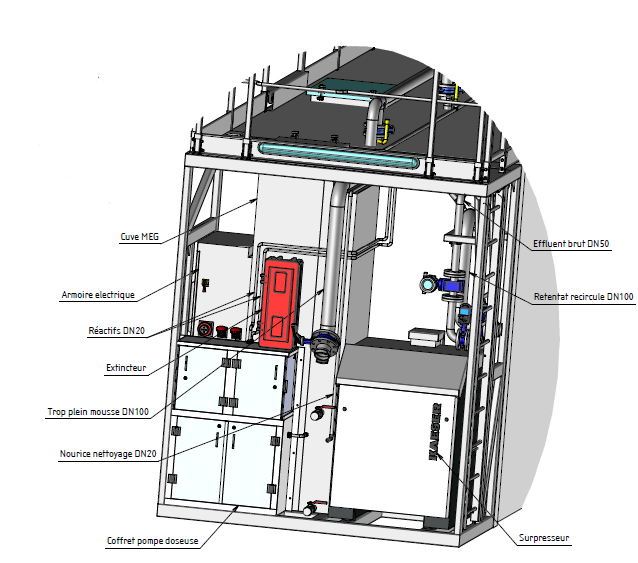 Cuve MEG
Effluent brut DN50
Armoire electrique
Retentat recircule DN100
Réactifs DN20
Extincteur
Trop plein mousse DN100
Nourice nettoyage DN20
KAESER
Coffret pompe doseuse
Surpresseur